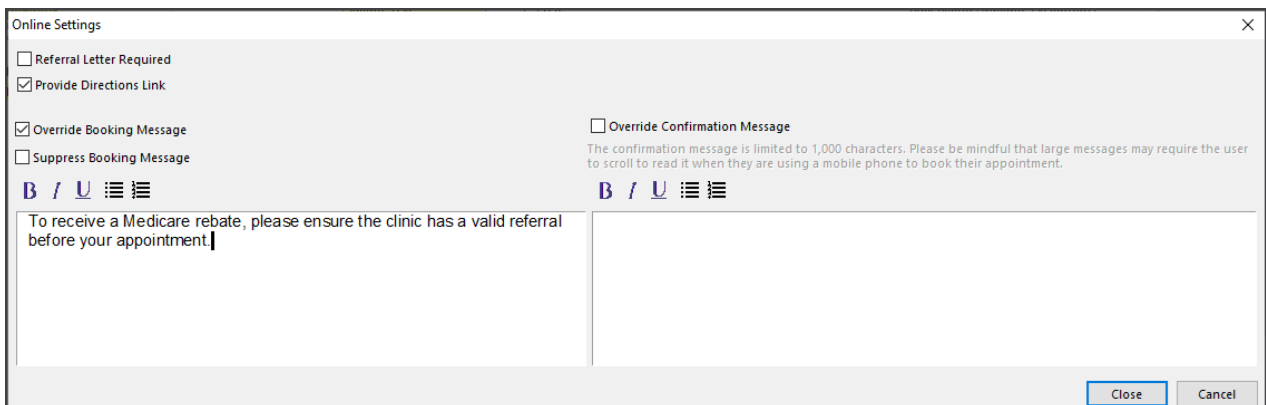 Online Settings
Referral Letter Required
Provide Directions Link
Override Booking Message
Suppress Booking Message
B I U
To receive a Medicare rebate, please ensure the clinic has a valid referral
before your appointment.
Override Confirmation Message
The confirmation message is limited to 1,000 characters. Please be mindful that large messages may require the user
to scroll to read it when they are using a mobile phone to book their appointment.
B I U
Close Cancel